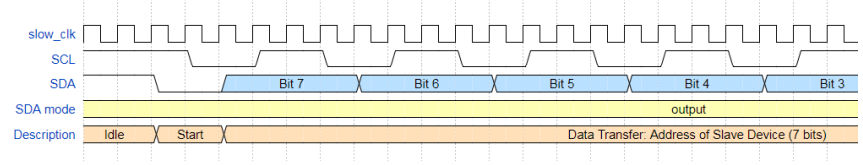 slow_clk
SCL
SDA Bit 7 Bit 6 Bit 5 Bit 4 Bit 3
SDA mode output
Description Idle Start Data Transfer: Address of Slave Device (7 bits)